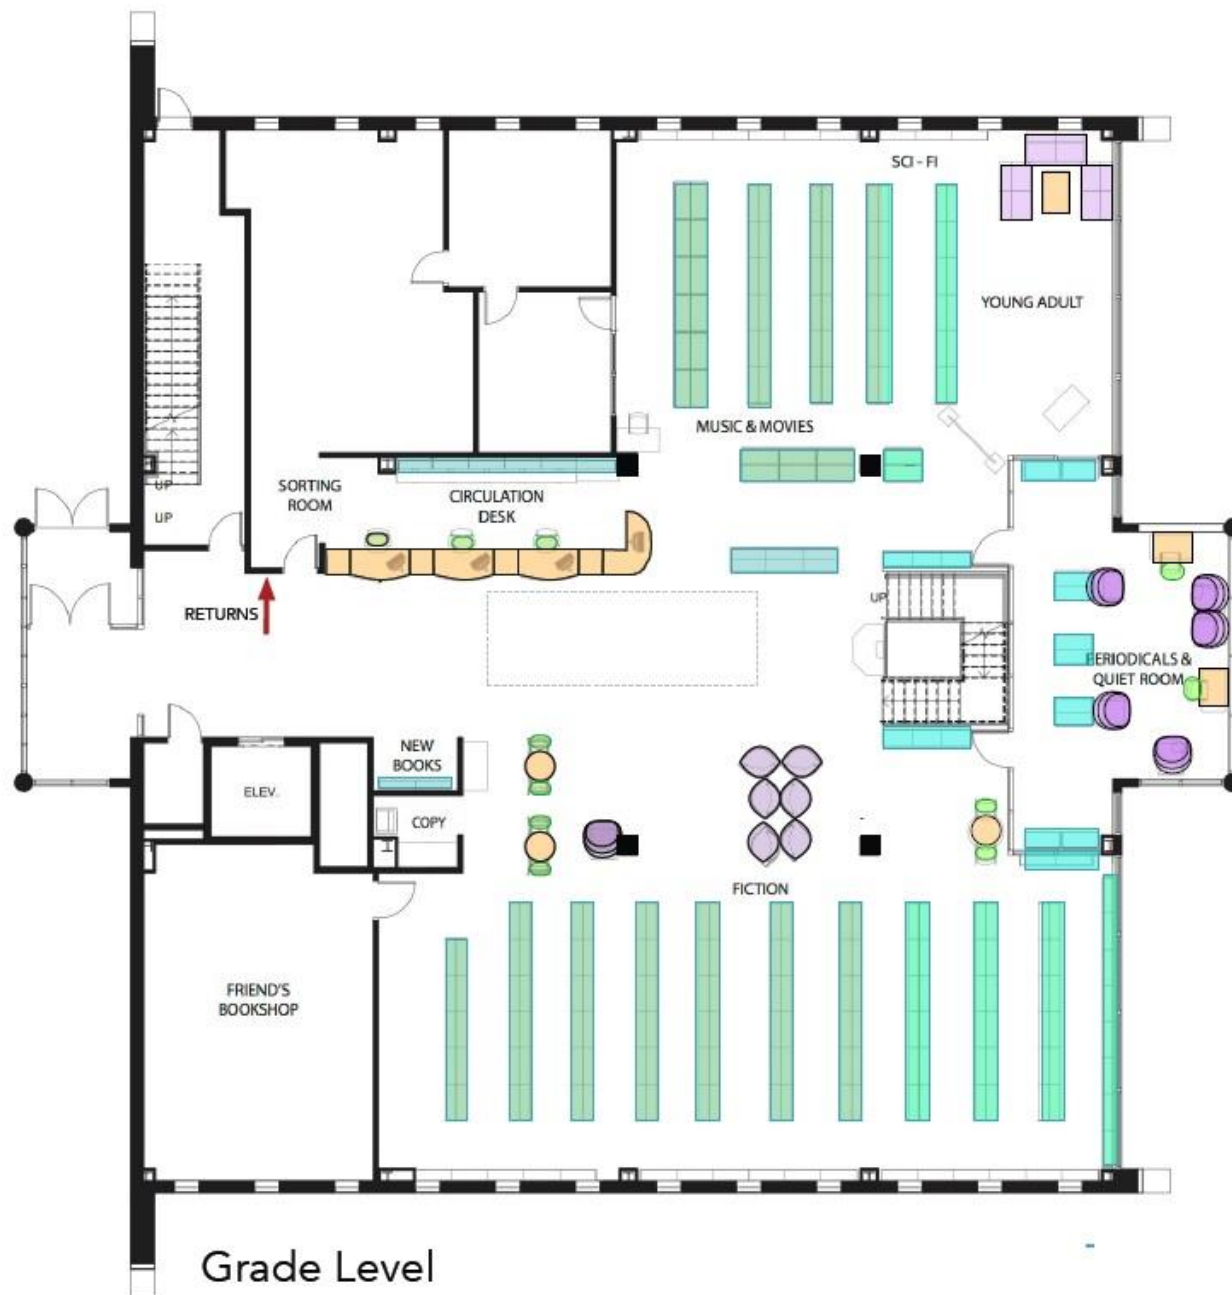 SCI - FI
YOUNG ADULT
MUSIC & MOVIES
UP
UP
SORTING
ROOM
CIRCULATION
DESK
RETURNS
UP
PERIODICALS &
QUIET ROOM
NEW
BOOKS
ELEV.
COPY
FICTION
FRIEND'S
BOOKSHOP
Grade Level